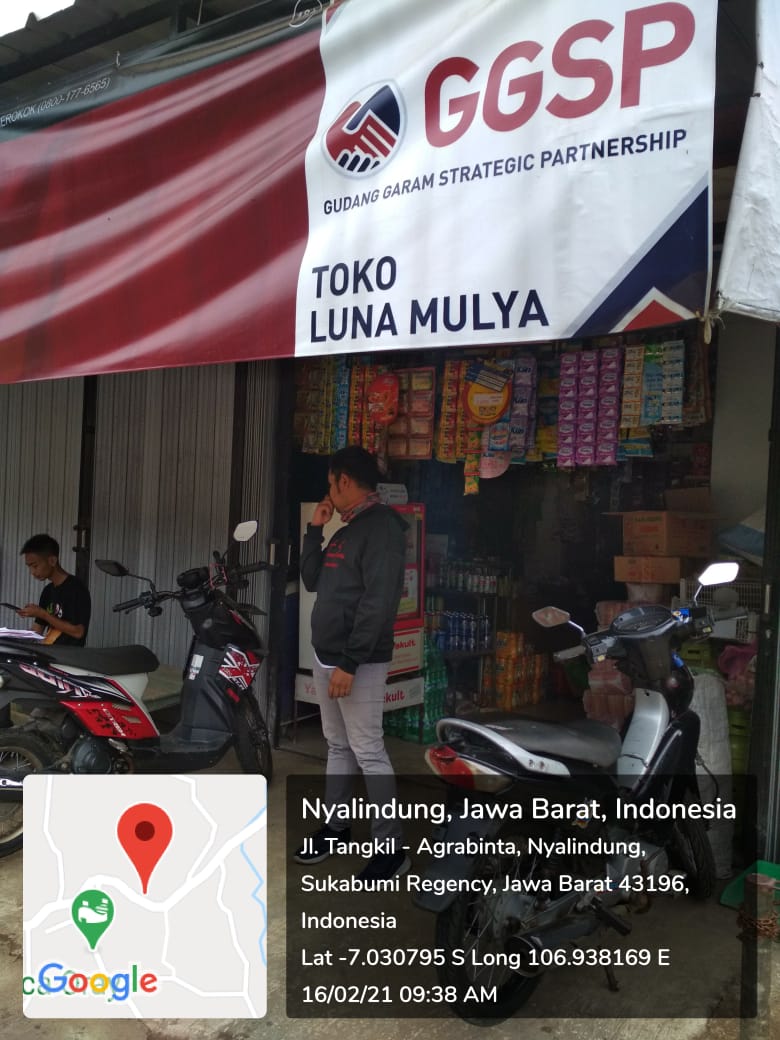 EROKOK (0800-177-6565)
GGSP
GUDANG GARAM STRATEGIC PARTNERSHIP
TOKO
LUNA MULYA
Yakult.
Yakult
Nyalindung, Jawa Barat, Indonesia
Jl. Tangkil - Agrabinta, Nyalindung,
Sukabumi Regency, Jawa Barat 43196,
Indonesia
Lat -7.030795 S Long 106.938169 E
16/02/21 09:38 AM
Google